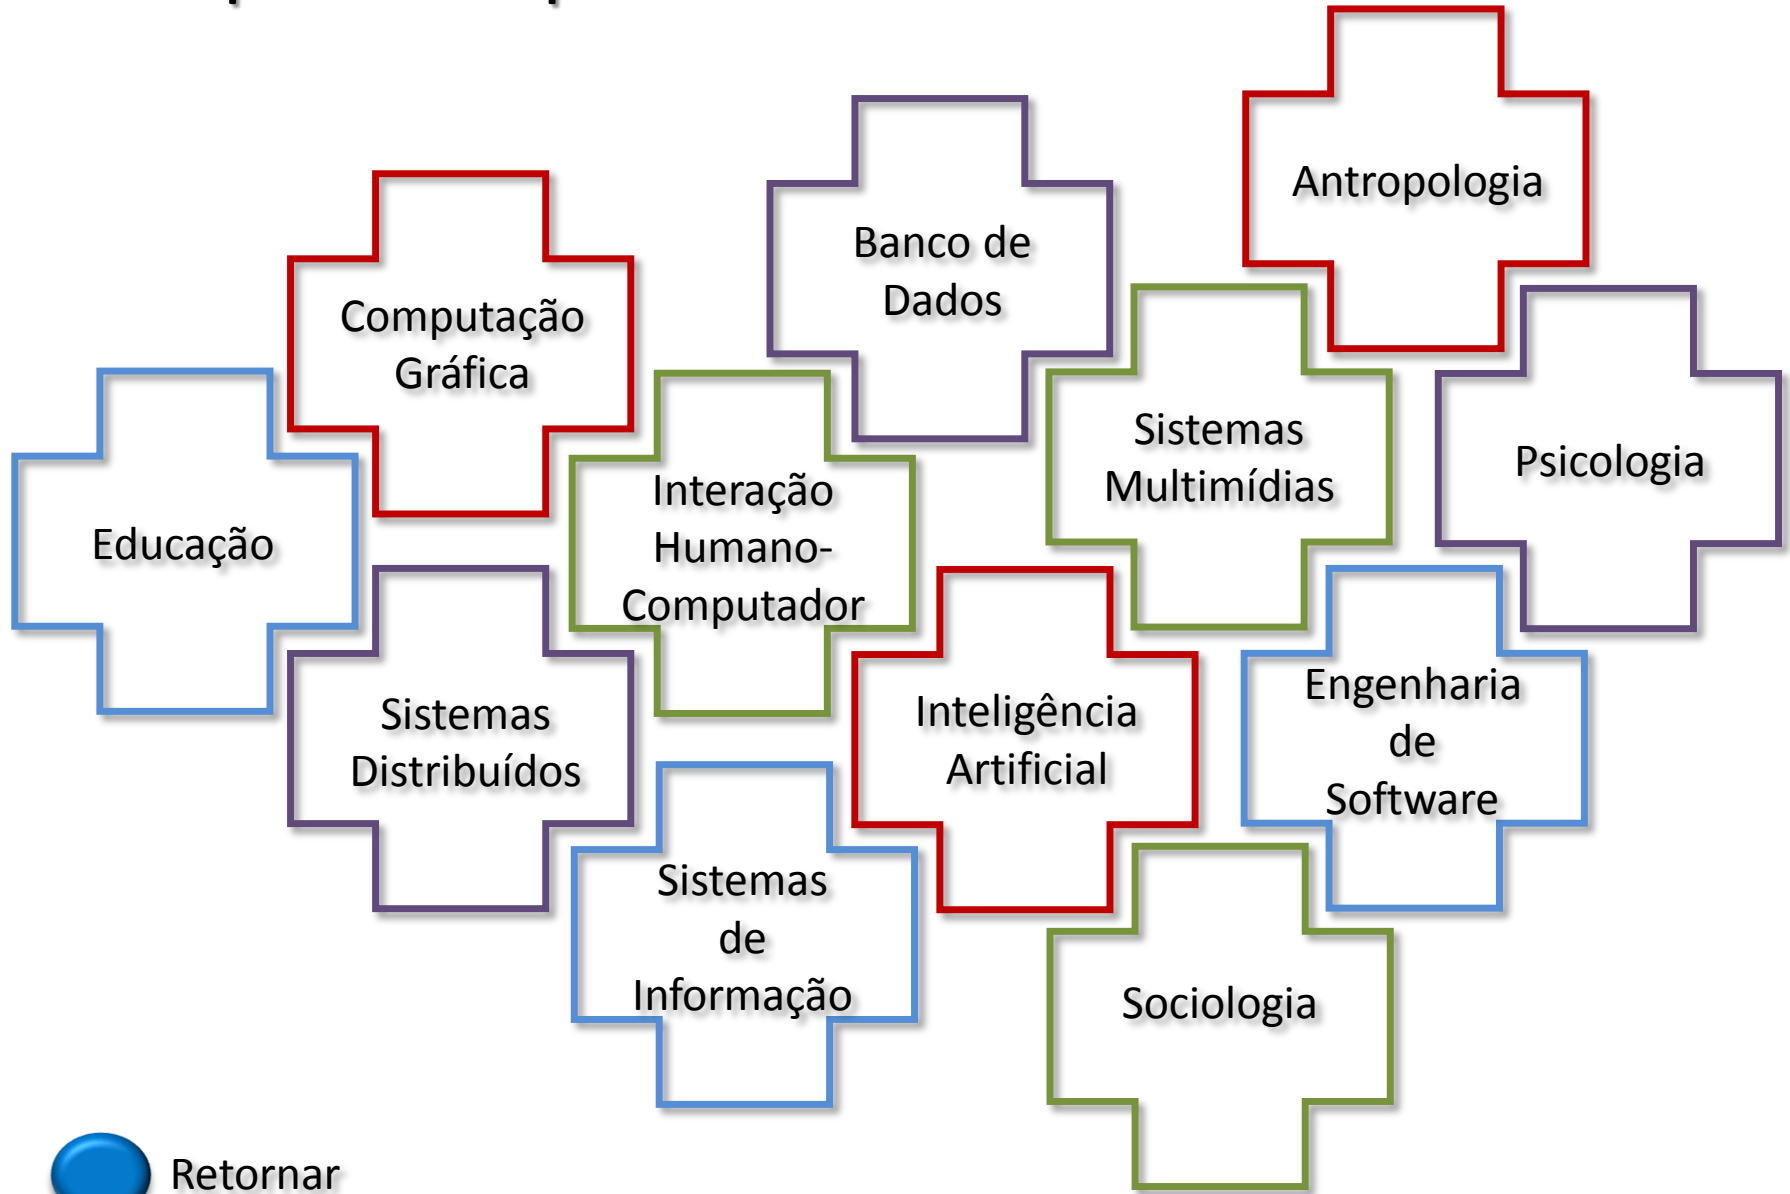 Antropologia
Banco de
Dados
Computação
Gráfica
Sistemas
Multimídias
Psicologia
Interação
Humano-
Computador
Educação
Sistemas
Distribuídos
Inteligência
Artificial
Engenharia
de
Software
Sistemas
de
Informação
Sociologia
Retornar